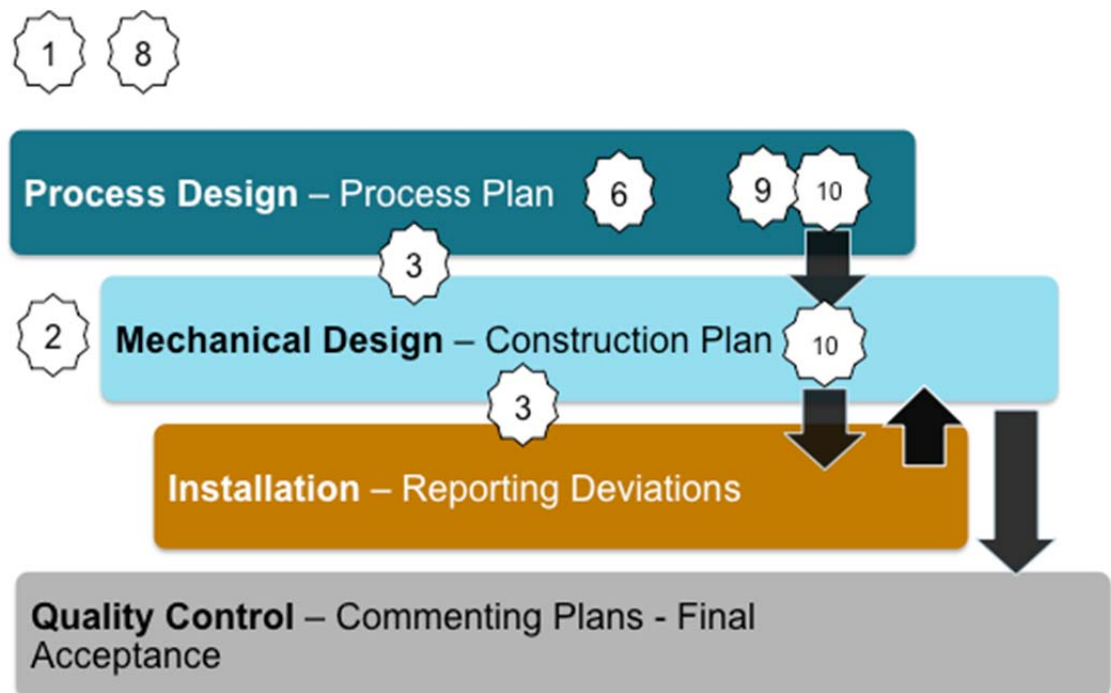 1 8
Process Design – Process Plan 6 9 10
3
2 Mechanical Design – Construction Plan 10
3
Installation – Reporting Deviations
Quality Control – Commenting Plans - Final
Acceptance